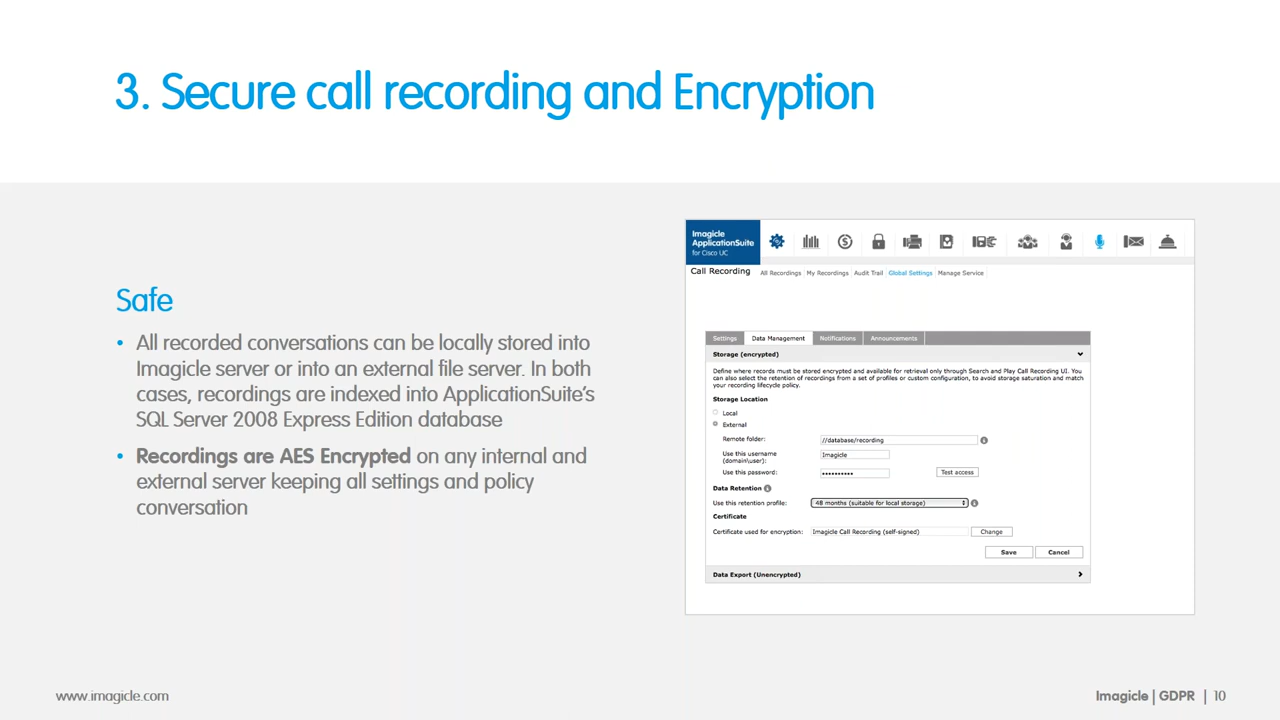 3. Secure call recording and Encryption
Safe
• All recorded conversations can be locally stored into
Imagicle server or into an external file server. In both
cases, recordings are indexed into ApplicationSuite's
SQL Server 2008 Express Edition database
• Recordings are AES Encrypted on any internal and
external server keeping all settings and policy
conversation
Imagicle
ApplicationSuite
for Cisco UC
Call Recording All Recordings My Recordings Audit Trail Global Settings Manage Service
Settings Data Management Notifications Announcements
Storage (encrypted)
Define where records must be stored encrypted and available for retrieval only through Search and Play Call Recording UI. You
can also select the retention of recordings from a set of profiles or custom configuration, to avoid storage saturation and match
your recording lifecycle policy.
Storage Location
Local
External
Remote folder: //database/recording
Use this username
(domain\user): Imagicle
Use this password: •••••••••• Test access
Data Retention
Use this retention profile: 48 months (suitable for local storage)
Certificate
Certificate used for encryption: Imagicle Call Recording (self-signed) Change
Save Cancel
Data Export (Unencrypted)
www.imagicle.com
Imagicle | GDPR | 10